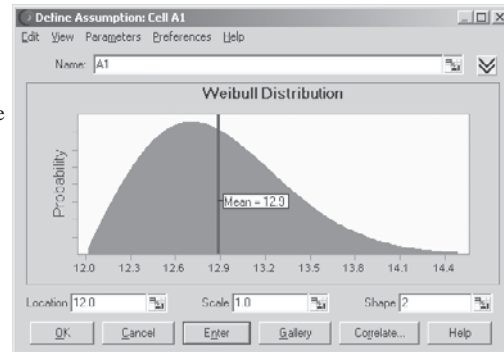 Define Assumption: Cell A1
Edit View Parameters Preferences Help
Name: A1
Weibull Distribution
Probability
Mean = 12.9
12.0 12.3 12.6 12.9 13.2 13.5 13.8 14.1 14.4
Location 12.0 Scale 1.0 Shape 2
OK Cancel Enter Gallery Correlate... Help